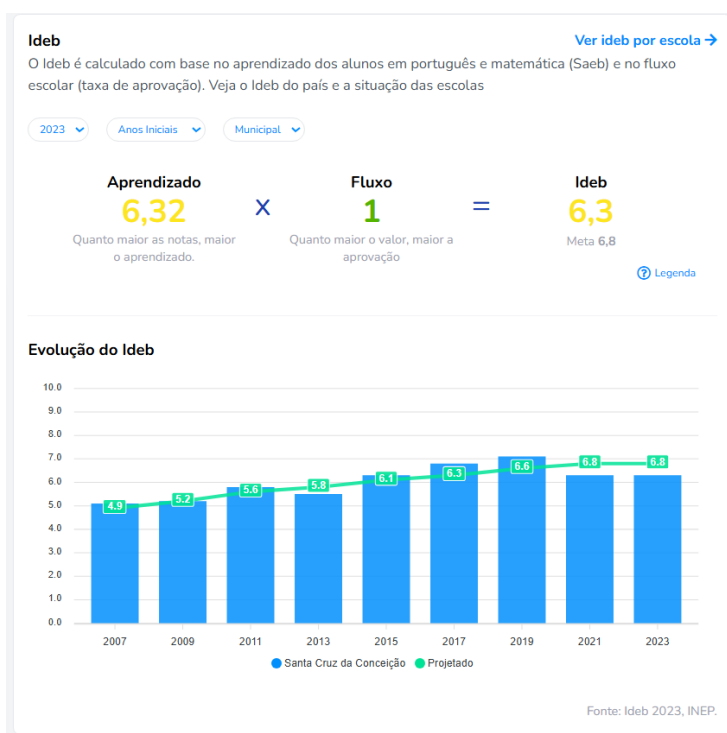 Ideb
Ver ideb por escola →
O Ideb é calculado com base no aprendizado dos alunos em português e matemática (Saeb) e no fluxo
escolar (taxa de aprovação). Veja o Ideb do país e a situação das escolas
2023
Anos Iniciais
Municipal
Aprendizado
6,32
Quanto maior as notas, maior
o aprendizado.
X
Fluxo
1
Quanto maior o valor, maior a
aprovação
=
Ideb
6,3
Meta 6,8
? Legenda
Evolução do Ideb
10.0
9.0
8.0
7.0
6.0
5.0
4.0
3.0
2.0
1.0
0.0
4.9
5.2
5.6
5.8
6.1
6.3
6.6
6.8
6.8
2007 2009 2011 2013 2015 2017 2019 2021 2023
Santa Cruz da Conceição Projetado
Fonte: Ideb 2023, INEP.